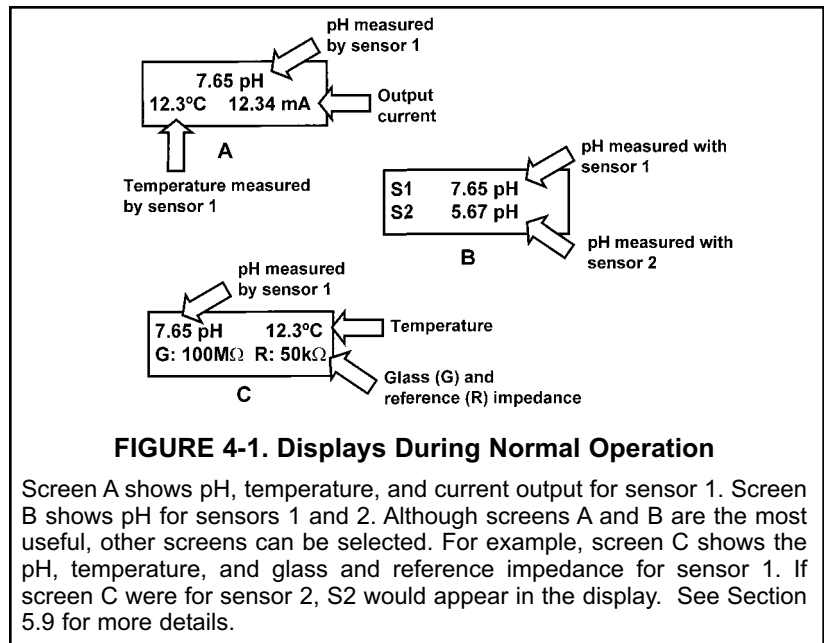 pH measured
by sensor 1
7.65 pH
12.3ºC 12.34 mA
Output
current
A
Temperature measured
by sensor 1
pH measured with
sensor 1
S1 7.65 pH
S2 5.67 pH
B
pH measured with
sensor 2
pH measured
by sensor 1
7.65 pH 12.3ºC
Temperature
G: 100MΩ R: 50kΩ
C
Glass (G) and
reference (R) impedance
FIGURE 4-1. Displays During Normal Operation
Screen A shows pH, temperature, and current output for sensor 1. Screen
B shows pH for sensors 1 and 2. Although screens A and B are the most
useful, other screens can be selected. For example, screen C shows the
pH, temperature, and glass and reference impedance for sensor 1. If
screen C were for sensor 2, S2 would appear in the display. See Section
5.9 for more details.